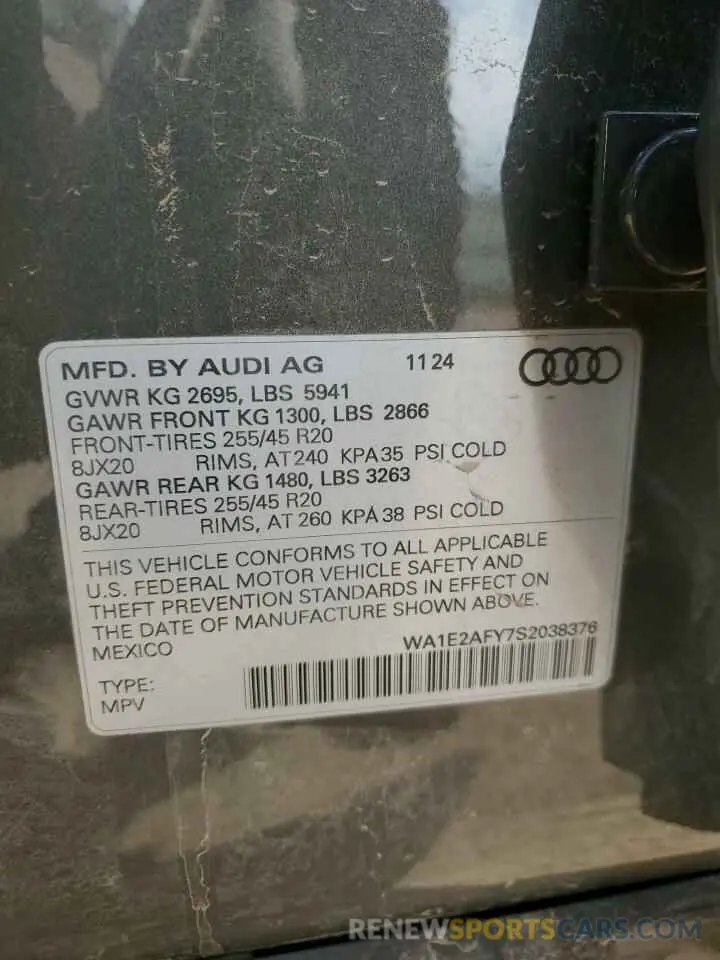 MFD. BY AUDI AG 11 24
GVWR KG 2695, LBS 5941
GAWR FRONT KG 1300, LBS 2866
FRONT-TIRES 255/45 R20
8JX20 RIMS, AT 240 KPA 35 PSI COLD
GAWR REAR KG 1480, LBS 3263
REAR-TIRES 255/45 R20
8JX20 RIMS, AT 260 KPA 38 PSI COLD
THIS VEHICLE CONFORMS TO ALL APPLICABLE
U.S. FEDERAL MOTOR VEHICLE SAFETY AND
THEFT PREVENTION STANDARDS IN EFFECT ON
THE DATE OF MANUFACTURE SHOWN ABOVE.
MEXICO WA1E2AFY7S2038376
TYPE:
MPV
RENEWSPORTSCARS.COM